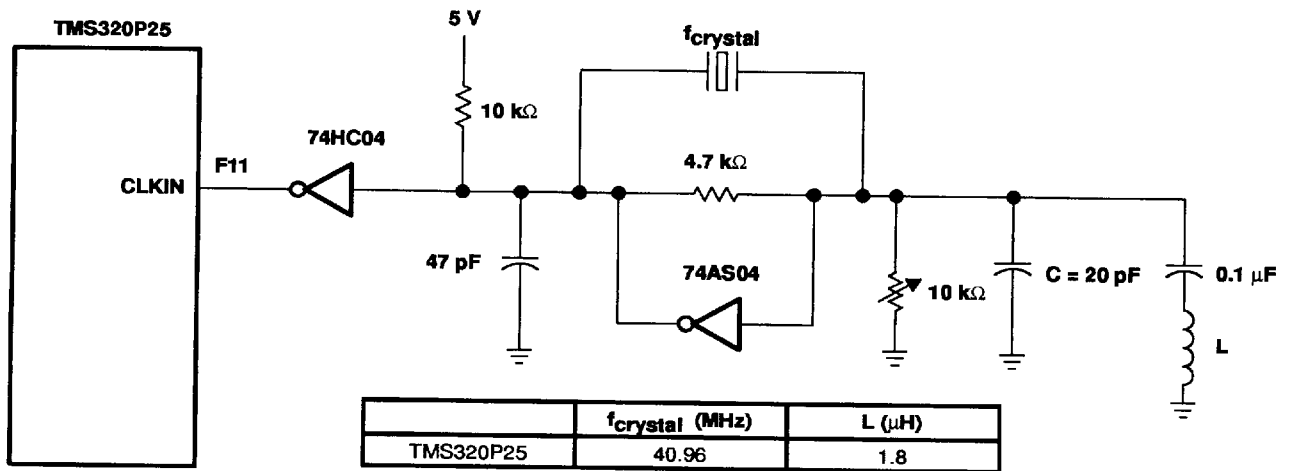 TMS320P25
5 V
fcrystal
10 kΩ
74HC04
4.7 kΩ
F11
CLKIN
47 pF
74AS04
10 kΩ
C = 20 pF
0.1 μF
L
fcrystal (MHz) L (μH)
TMS320P25 40.96 1.8